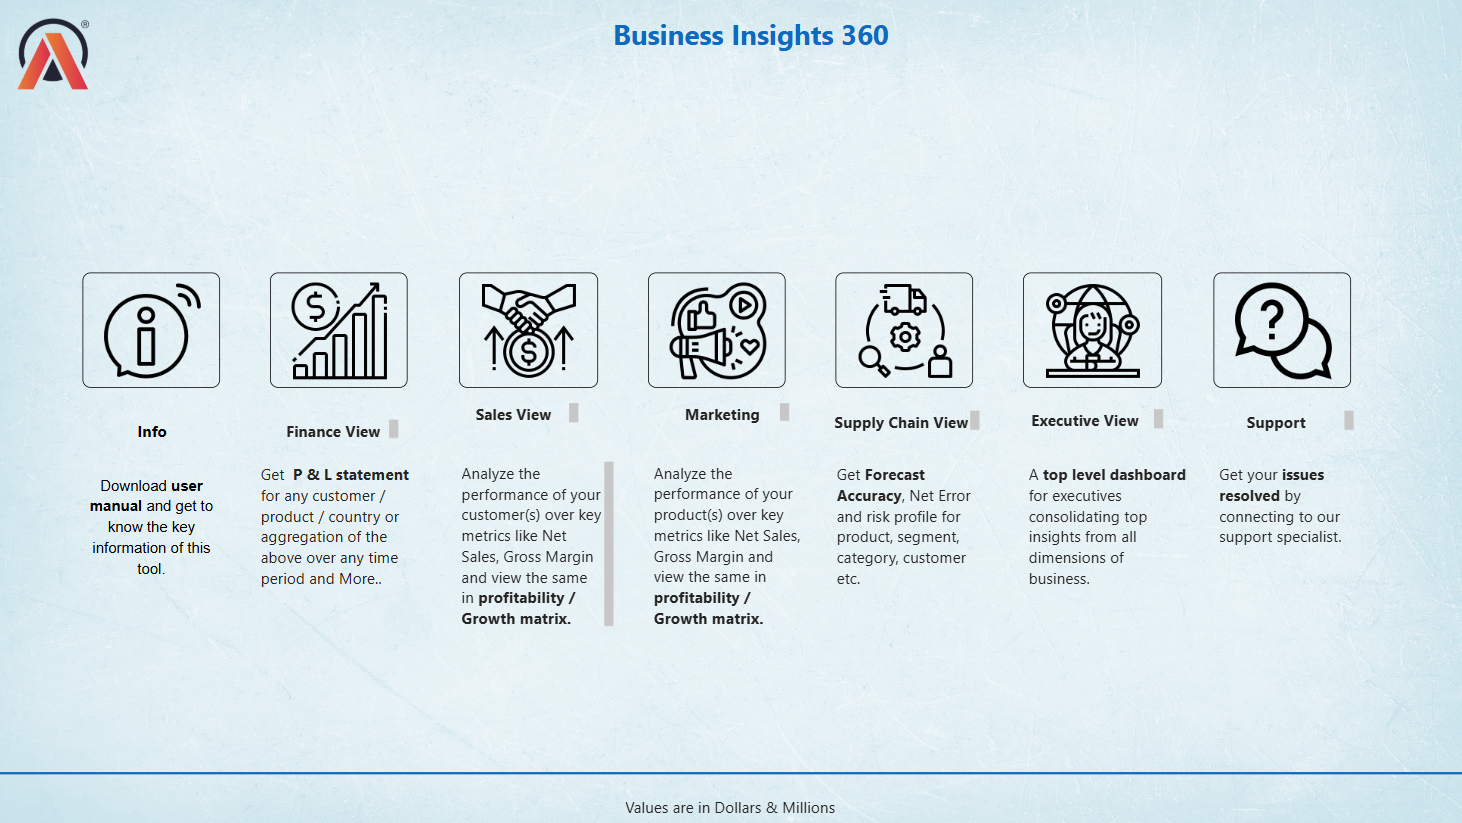 ®
Business Insights 360
Info
Download user
manual and get to
know the key
information of this
tool.
Finance View
Get P & L statement
for any customer /
product / country or
aggregation of the
above over any time
period and More..
Sales View
Analyze the
performance of your
customer(s) over key
metrics like Net
Sales, Gross Margin
and view the same
in profitability /
Growth matrix.
Marketing
Analyze the
performance of your
product(s) over key
metrics like Net Sales,
Gross Margin and
view the same in
profitability /
Growth matrix.
Supply Chain View
Get Forecast
Accuracy, Net Error
and risk profile for
product, segment,
category, customer
etc.
Executive View
A top level dashboard
for executives
consolidating top
insights from all
dimensions of
business.
Support
Get your issues
resolved by
connecting to our
support specialist.
Values are in Dollars & Millions